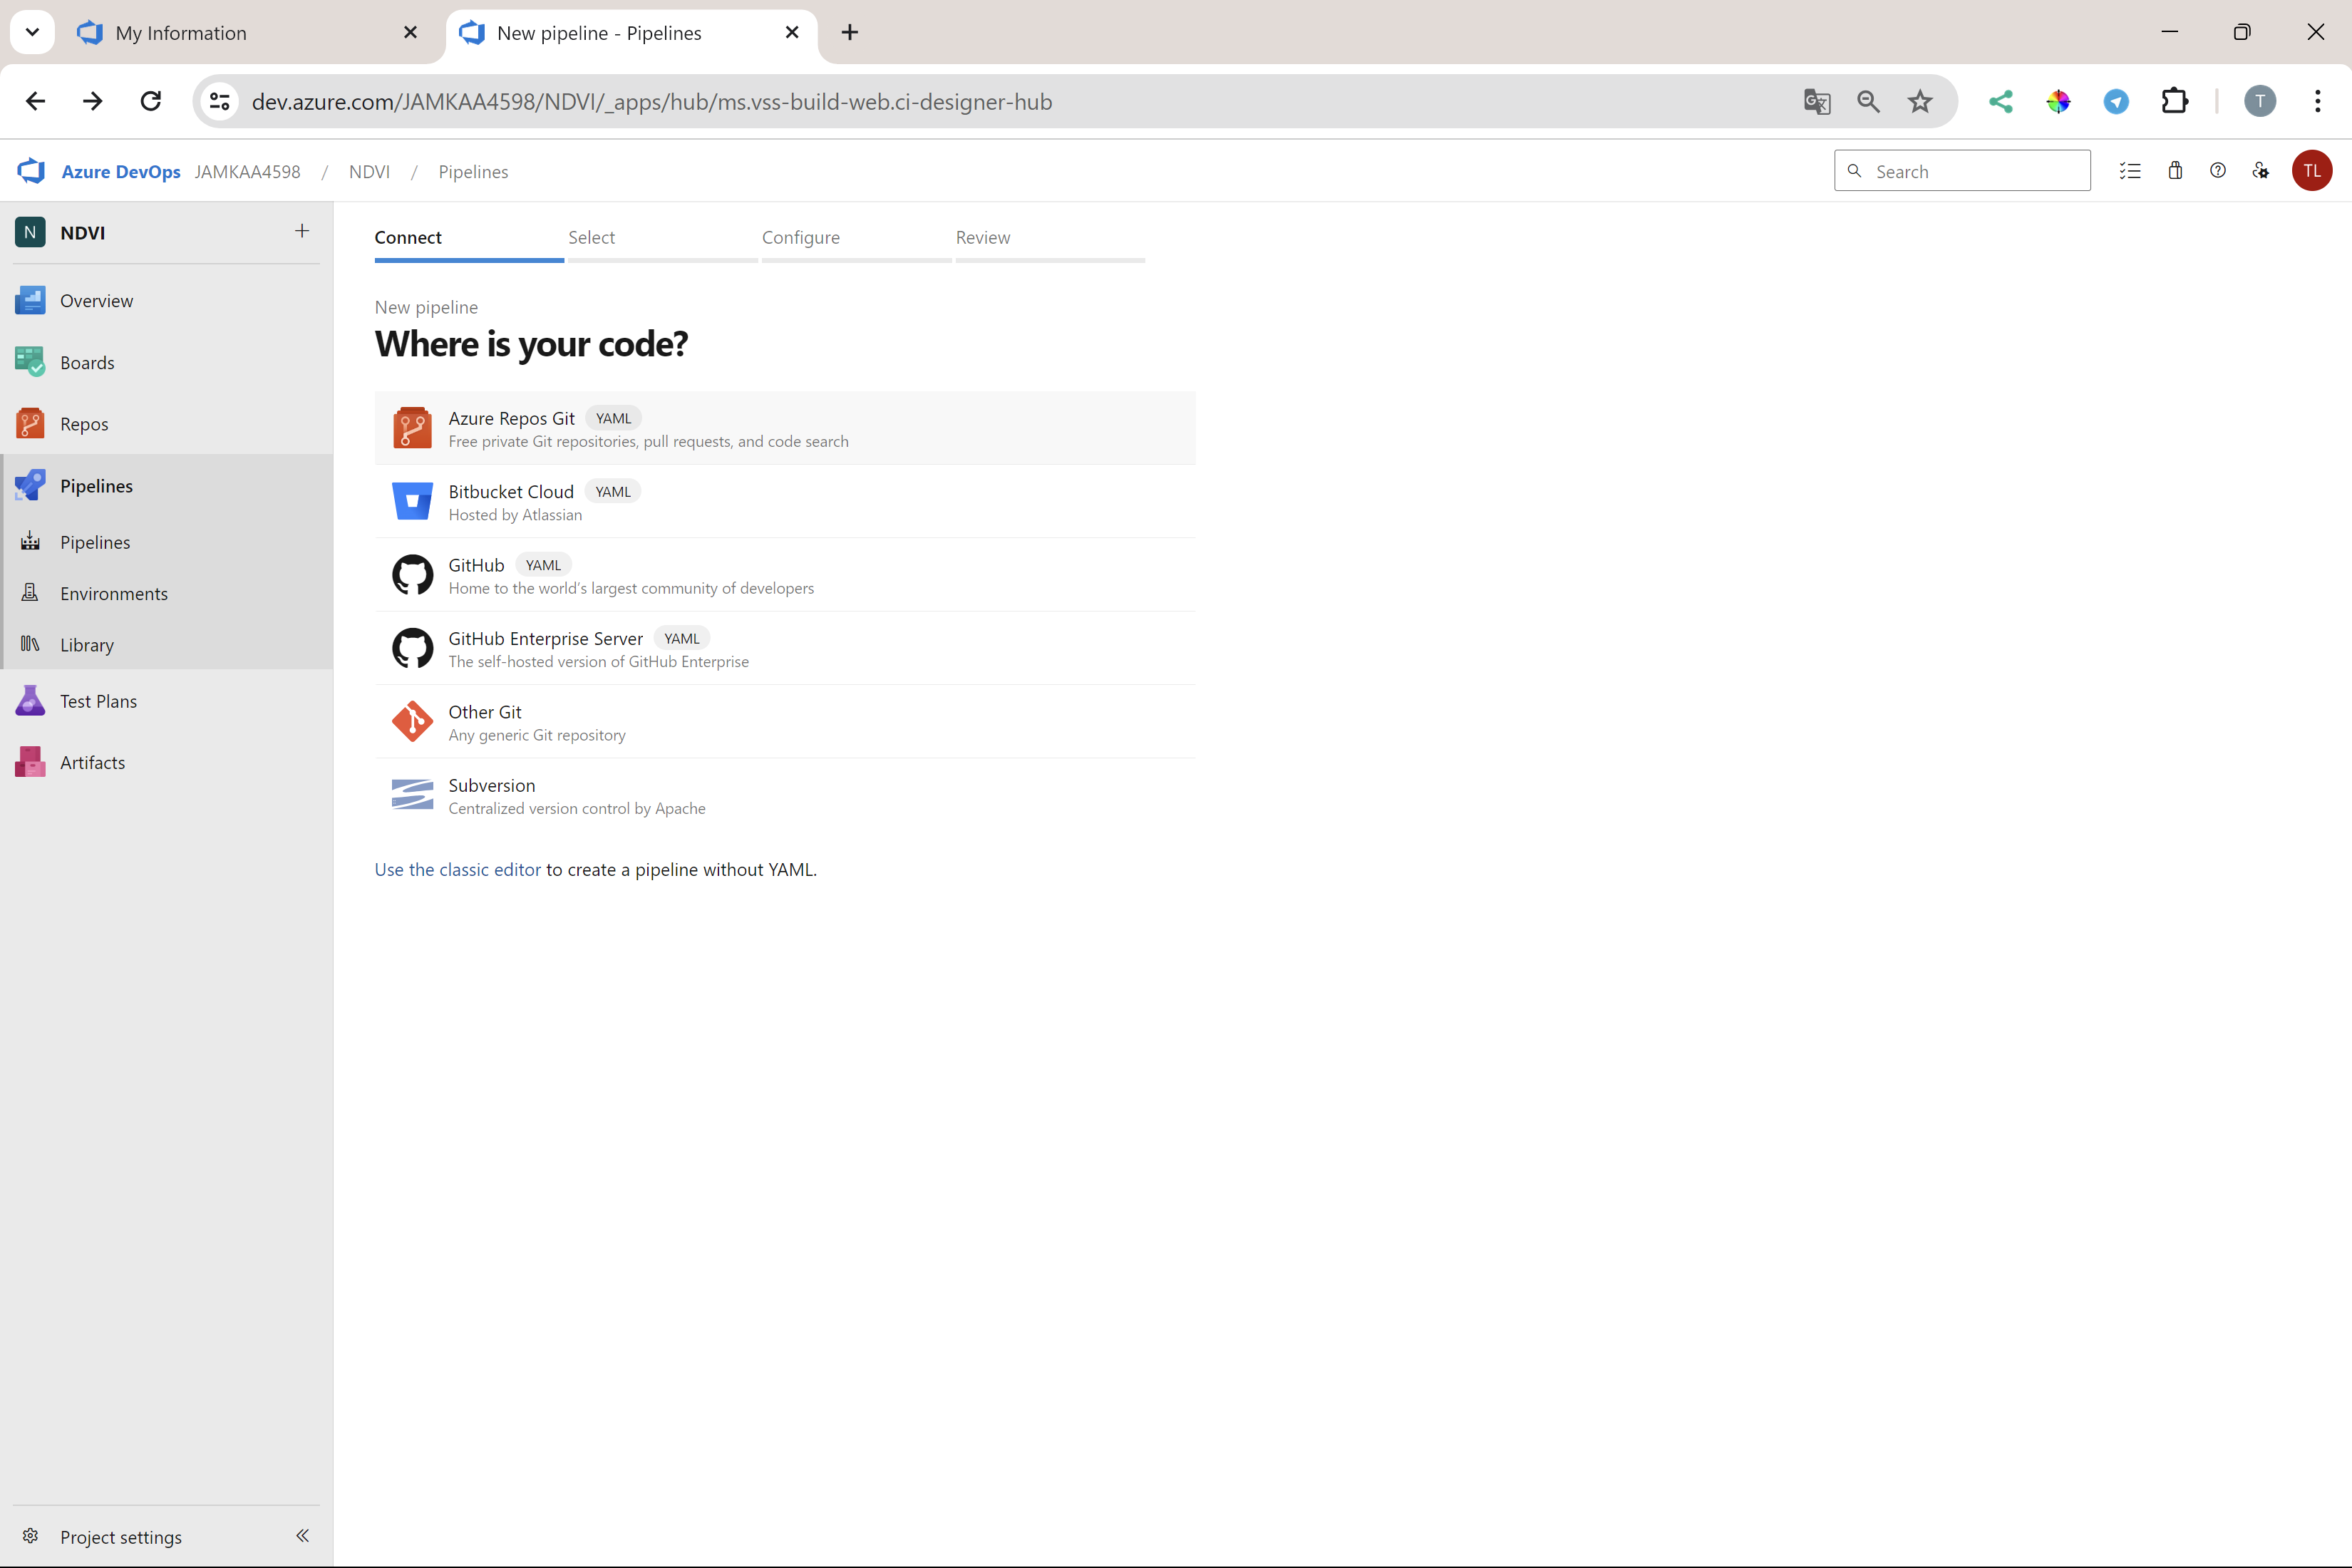 My Information
New pipeline - Pipelines
dev.azure.com/JAMKAA4598/NDVI/_apps/hub/ms.vss-build-web.ci-designer-hub
T
Azure DevOps JAMKAA4598 / NDVI / Pipelines
Search
TL
N NDVI
Overview
Boards
Repos
Pipelines
Pipelines
Environments
Library
Test Plans
Artifacts
Project settings
Connect Select Configure Review
New pipeline
Where is your code?
Azure Repos Git YAML
Free private Git repositories, pull requests, and code search
Bitbucket Cloud YAML
Hosted by Atlassian
GitHub YAML
Home to the world’s largest community of developers
GitHub Enterprise Server YAML
The self-hosted version of GitHub Enterprise
Other Git
Any generic Git repository
Subversion
Centralized version control by Apache
Use the classic editor to create a pipeline without YAML.